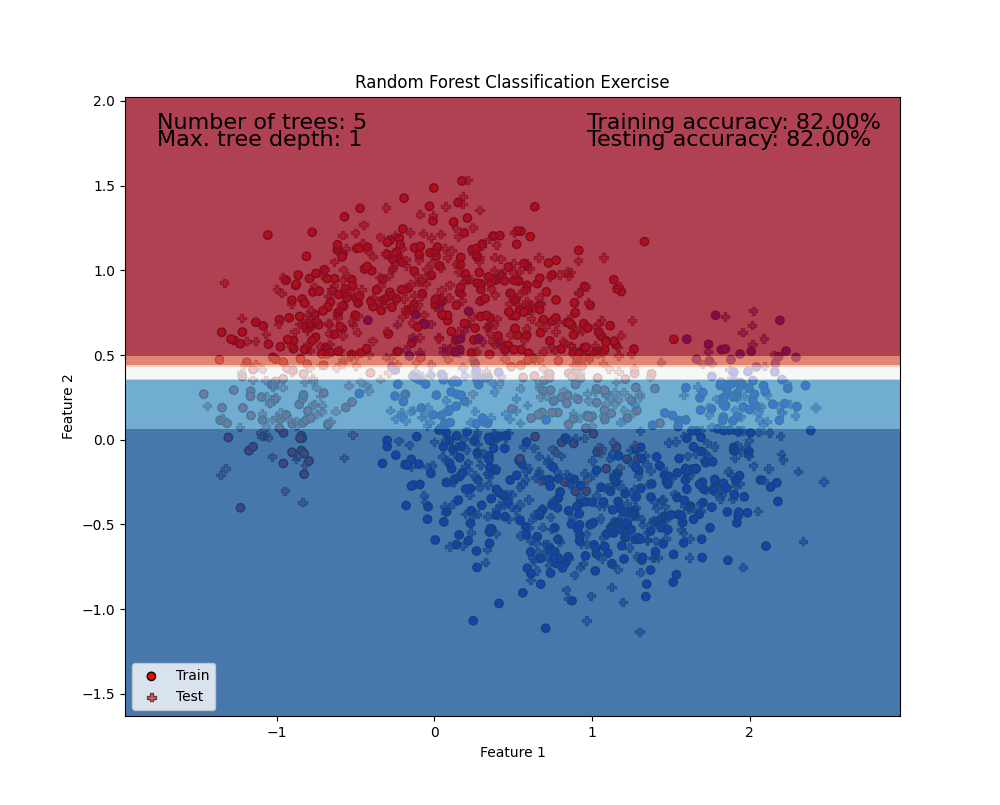 Random Forest Classification Exercise
Number of trees: 5
Max. tree depth: 1
Training accuracy: 82.00%
Testing accuracy: 82.00%
2.0
1.5
1.0
0.5
0.0
−0.5
−1.0
−1.5
Feature 2
Train
Test
−1
0
1
2
Feature 1